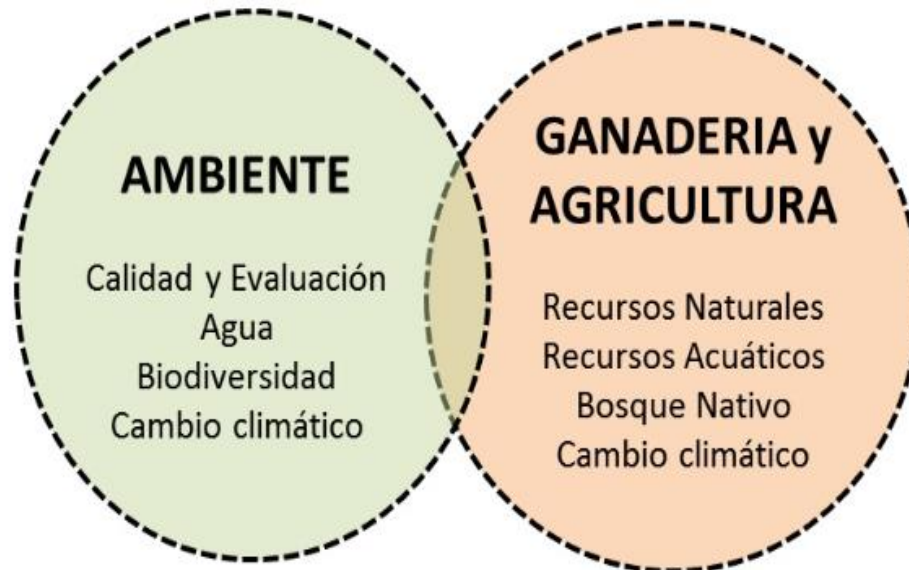 AMBIENTE
Calidad y Evaluación
Agua
Biodiversidad
Cambio climático
GANADERIA y
AGRICULTURA
Recursos Naturales
Recursos Acuáticos
Bosque Nativo
Cambio climático